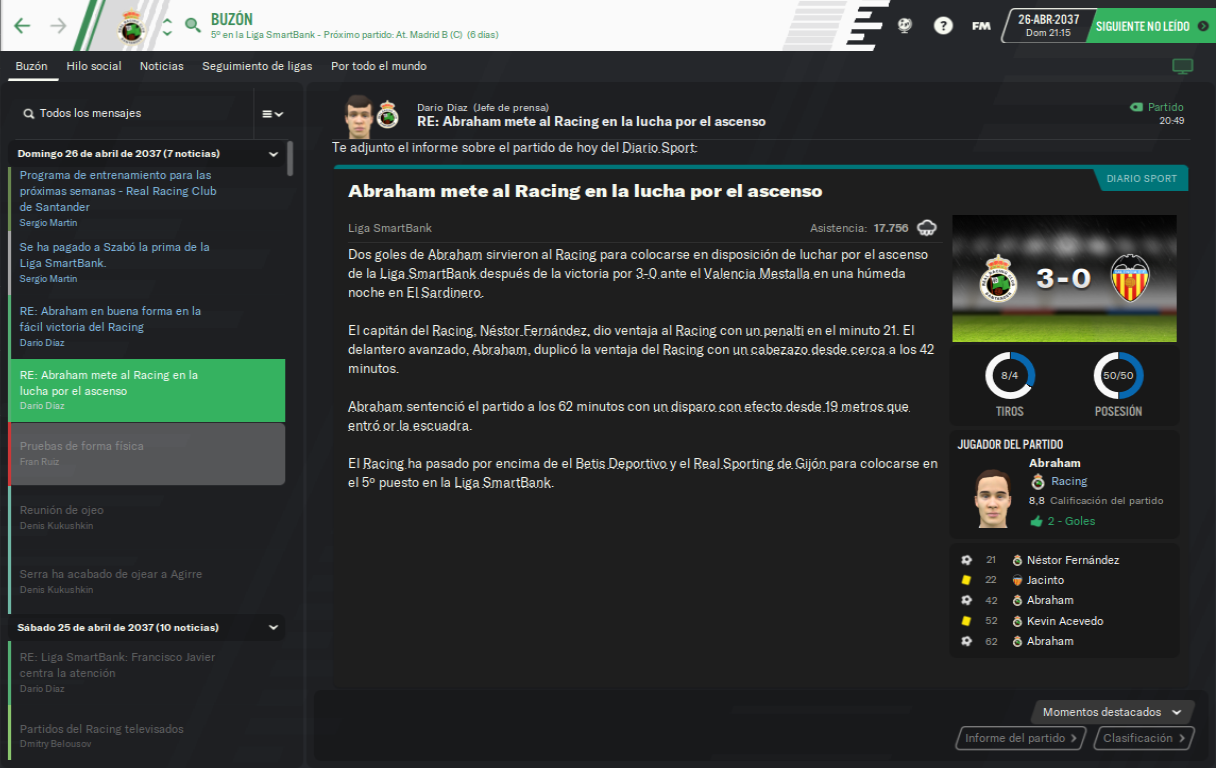 BUZÓN
5º en la Liga SmartBank - Próximo partido: At. Madrid B (C) (6 días)
?
FM
26-ABR-2037
Dom 21:15
SIGUIENTE NO LEÍDO
Buzón Hilo social Noticias Seguimiento de ligas Por todo el mundo
Todos los mensajes
Domingo 26 de abril de 2037 (7 noticias)
Programa de entrenamiento para las
próximas semanas - Real Racing Club
de Santander
Sergio Martín
Se ha pagado a Szabó la prima de la
Liga SmartBank.
Sergio Martín
RE: Abraham en buena forma en la
fácil victoria del Racing
Darío Díaz
RE: Abraham mete al Racing en la
lucha por el ascenso
Darío Díaz
Pruebas de forma física
Fran Ruiz
Reunión de ojeo
Denis Kukushkin
Serra ha acabado de ojear a Agirre
Denis Kukushkin
Sábado 25 de abril de 2037 (10 noticias)
RE: Liga SmartBank: Francisco Javier
centra la atención
Darío Díaz
Partidos del Racing televisados
Dmitry Belousov
Darío Díaz (Jefe de prensa)
RE: Abraham mete al Racing en la lucha por el ascenso
Partido
20:49
Te adjunto el informe sobre el partido de hoy del Diario Sport:
Abraham mete al Racing en la lucha por el ascenso
DIARIO SPORT
Liga SmartBank
Asistencia: 17.756
Dos goles de Abraham sirvieron al Racing para colocarse en disposición de luchar por el ascenso
de la Liga SmartBank después de la victoria por 3-0 ante el Valencia Mestalla en una húmeda
noche en El Sardinero.
El capitán del Racing, Néstor Fernández, dio ventaja al Racing con un penalti en el minuto 21. El
delantero avanzado, Abraham, duplicó la ventaja del Racing con un cabezazo desde cerca a los 42
minutos.
Abraham sentenció el partido a los 62 minutos con un disparo con efecto desde 19 metros que
entró or la escuadra.
El Racing ha pasado por encima de el Betis Deportivo y el Real Sporting de Gijón para colocarse en
el 5º puesto en la Liga SmartBank.
3-0
8/4
50/50
TIROS
POSESIÓN
JUGADOR DEL PARTIDO
Abraham
Racing
8,8 Calificación del partido
2 - Goles
21 Néstor Fernández
22 Jacinto
42 Abraham
52 Kevin Acevedo
62 Abraham
Momentos destacados
Informe del partido
Clasificación